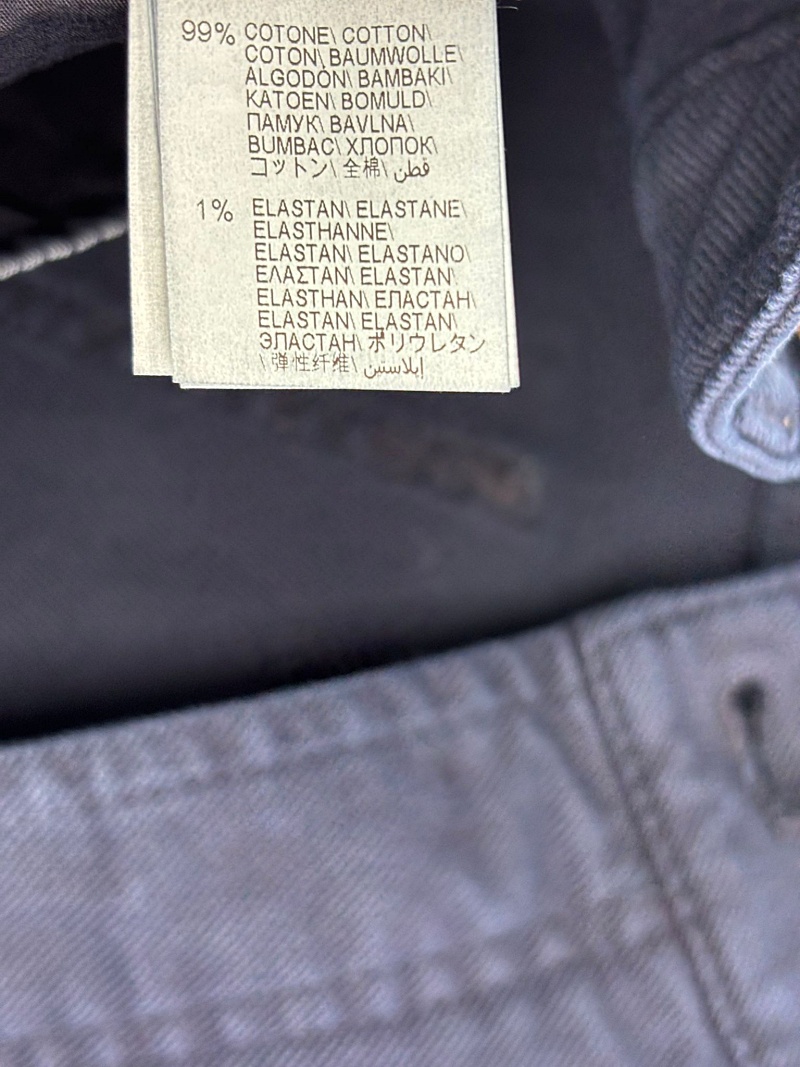 99% COTONE\ COTTON\
COTON\ BAUMWOLLE\
ALGODÓN\ BAMBAKI\
KATOEN\ BOMULD\
ПАМУК\ BAVLNA\
BUMBAC\ ХЛОПОК\
コットン\ 全棉\ قطن
1% ELASTAN\ ELASTANE\
ELASTHANNE\
ELASTAN\ ELASTANO\
ΕΛΑΣΤΑΝ\ ELASTAN\
ELASTHAN\ ЕЛАСТАН\
ELASTAN\ ELASTAN\
ЭЛАСТАН\ ポリウレタン
\ 弹性纤维\ إيلاستين